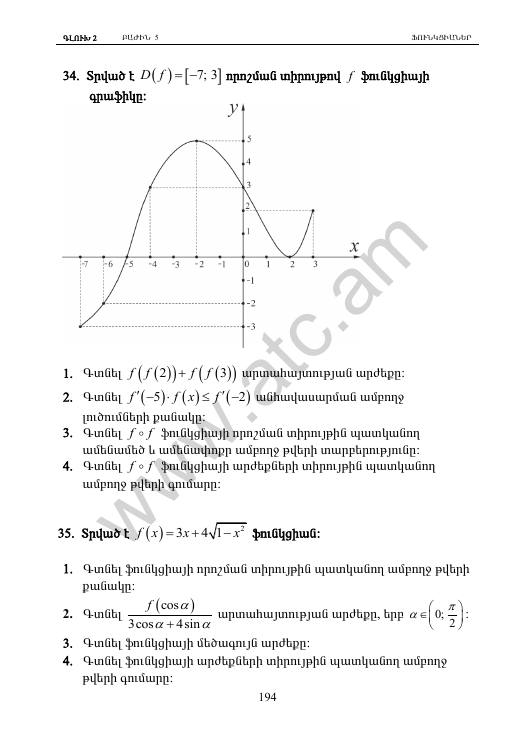 ԳԼՈՒԽ 2 ԲԱԺԻՆ 5 ՖՈՒՆԿՑԻԱՆԵՐ
34. Տրված է D(f)=[−7; 3] որոշման տիրույթով f ֆունկցիայի
գրաֆիկը:
y
5
4
3
2
1
x
-7 -6 -5 -4 -3 -2 -1 0 1 2 3
-1
-2
-3
1. Գտնել f(f(2))+f(f(3)) արտահայտության արժեքը:
2. Գտնել f′(−5)·f(x)≤f′(−2) անհավասարման ամբողջ
լուծումների քանակը:
3. Գտնել f∘f ֆունկցիայի որոշման տիրույթին պատկանող
ամենամեծ և ամենափոքր ամբողջ թվերի տարբերությունը:
4. Գտնել f∘f ֆունկցիայի արժեքների տիրույթին պատկանող
ամբողջ թվերի գումարը:
35. Տրված է f(x)=3x+4√(1−x²) ֆունկցիան:
1. Գտնել ֆունկցիայի որոշման տիրույթին պատկանող ամբողջ թվերի
քանակը:
2. Գտնել f(cosα)/(3cosα+4sinα) արտահայտության արժեքը, երբ α∈(0; π/2):
3. Գտնել ֆունկցիայի մեծագույն արժեքը:
4. Գտնել ֆունկցիայի արժեքների տիրույթին պատկանող ամբողջ
թվերի գումարը:
194
www.atc.am